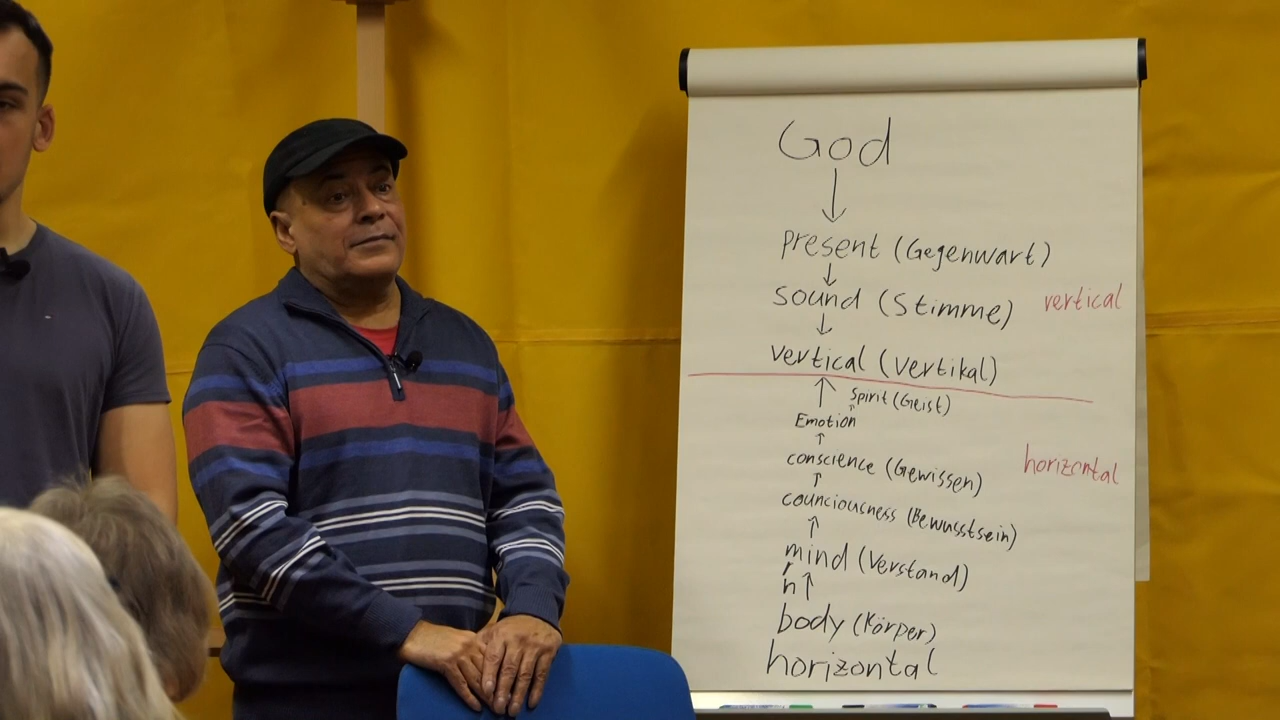 God
present (Gegenwart)
sound (Stimme)
vertical
vertical (vertikal)
Spirit (Geist)
Emotion
conscience (Gewissen)
horizontal
counciousness (Bewusstsein)
mind (Verstand)
h
body (Körper)
horizontal